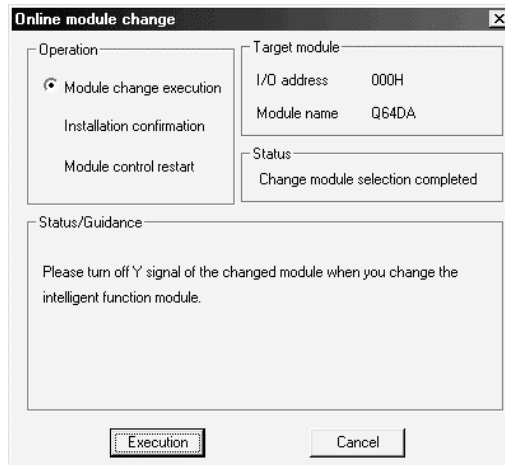 Online module change
Operation
Module change execution
Installation confirmation
Module control restart
Target module
I/O address 000H
Module name Q64DA
Status
Change module selection completed
Status/Guidance
Please turn off Y signal of the changed module when you change the
intelligent function module.
Execution
Cancel